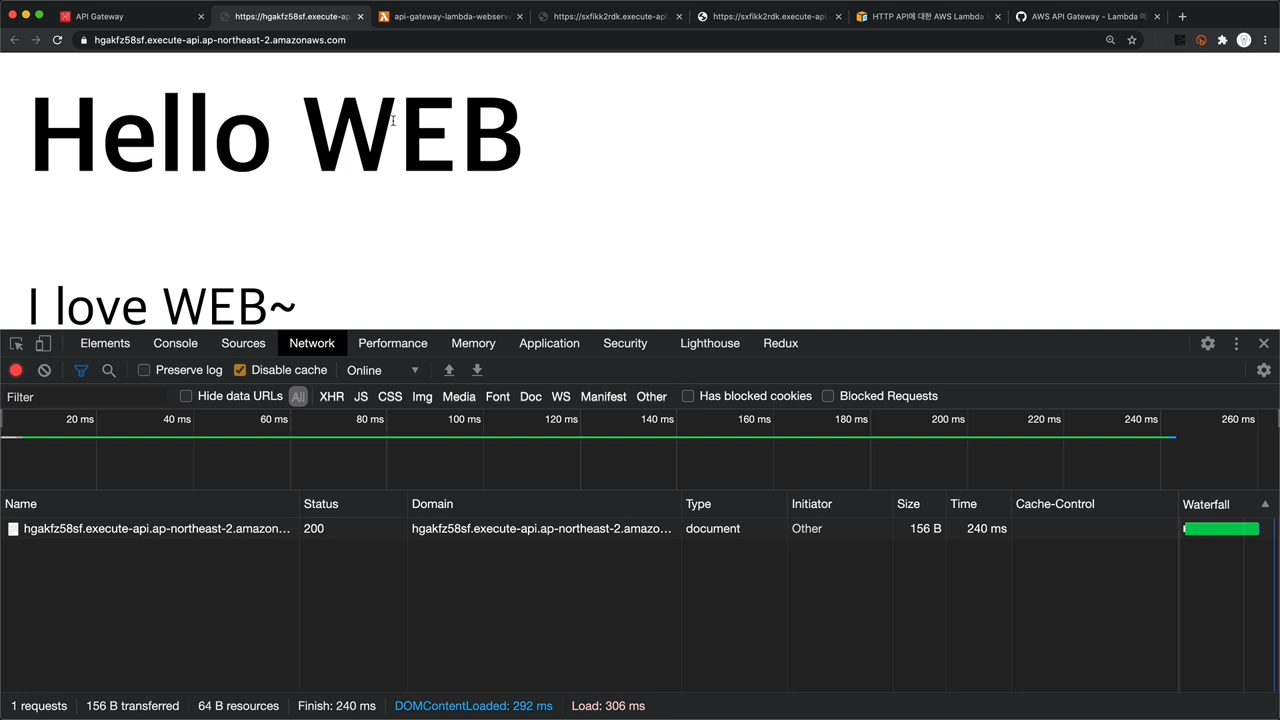 API Gateway
https://hgakfz58sf.execute-api
api-gateway-lambda-webserv
https://sxfikk2rdk.execute-api.
https://sxfikk2rdk.execute-api.
HTTP API에 대한 AWS Lambda
AWS API Gateway - Lambda
hgakfz58sf.execute-api.ap-northeast-2.amazonaws.com
Hello WEB
I love WEB~
Elements Console Sources Network Performance Memory Application Security Lighthouse Redux
Preserve log Disable cache Online
Filter Hide data URLs All XHR JS CSS Img Media Font Doc WS Manifest Other Has blocked cookies Blocked Requests
20 ms 40 ms 60 ms 80 ms 100 ms 120 ms 140 ms 160 ms 180 ms 200 ms 220 ms 240 ms 260 ms
Name Status Domain Type Initiator Size Time Cache-Control Waterfall
hgakfz58sf.execute-api.ap-northeast-2.amazon... 200 hgakfz58sf.execute-api.ap-northeast-2.amazo... document Other 156 B 240 ms
1 requests 156 B transferred 64 B resources Finish: 240 ms DOMContentLoaded: 292 ms Load: 306 ms